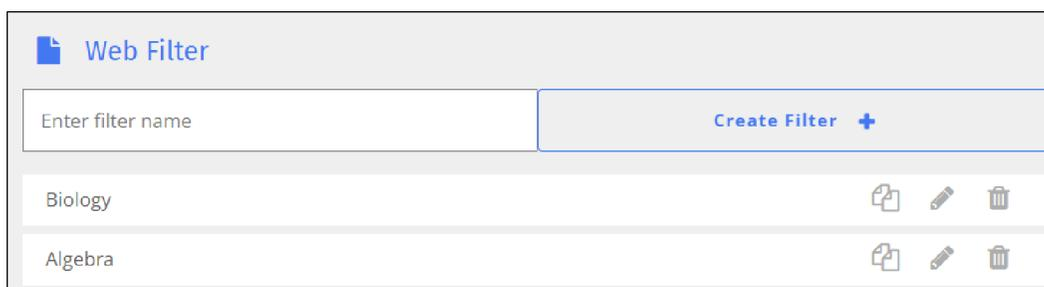 Web Filter
Enter filter name
Create Filter
Biology
Algebra